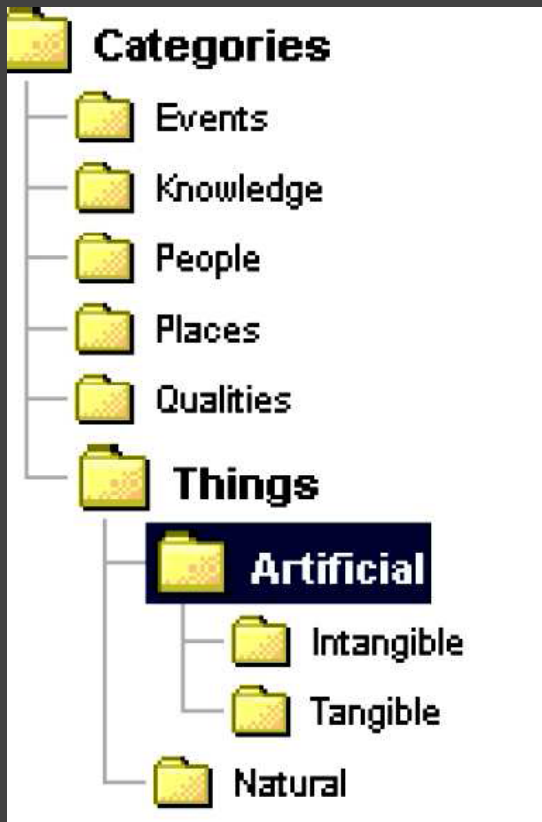 Categories
Events
Knowledge
People
Places
Qualities
Things
Artificial
Intangible
Tangible
Natural